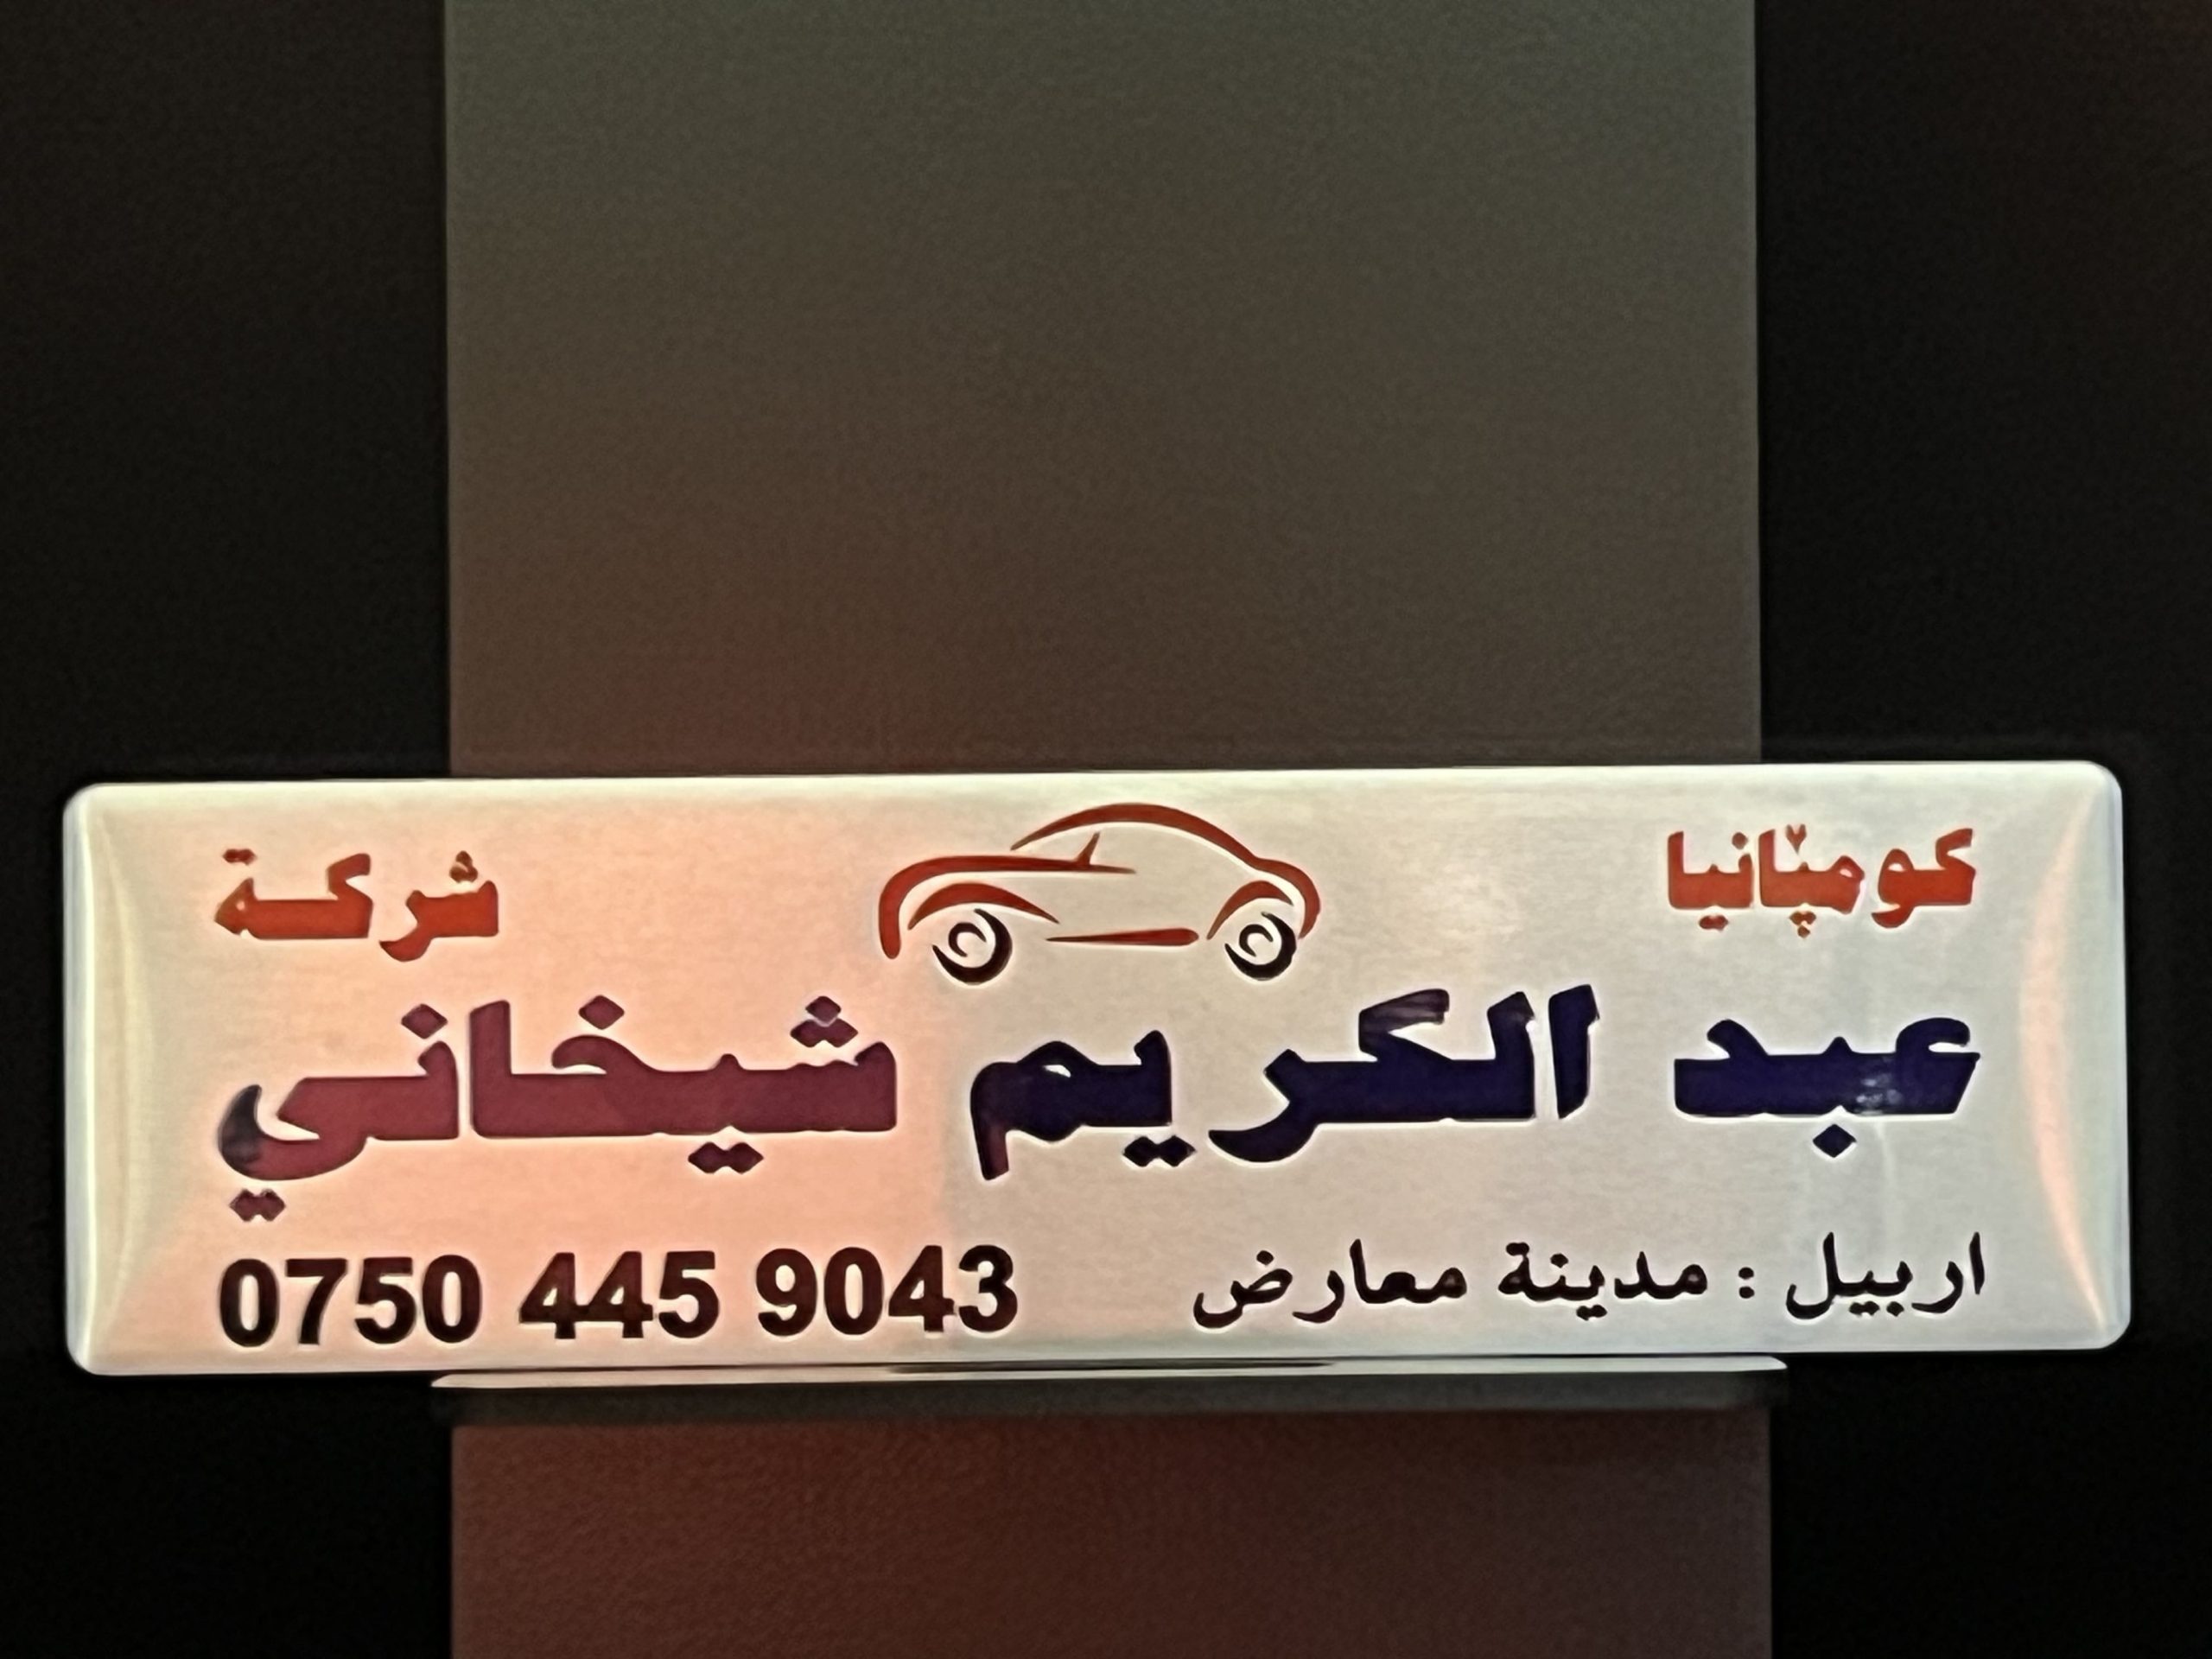 كومپانيا شركة
عبد الكريم شيخاني
اربيل : مدينة معارض 0750 445 9043